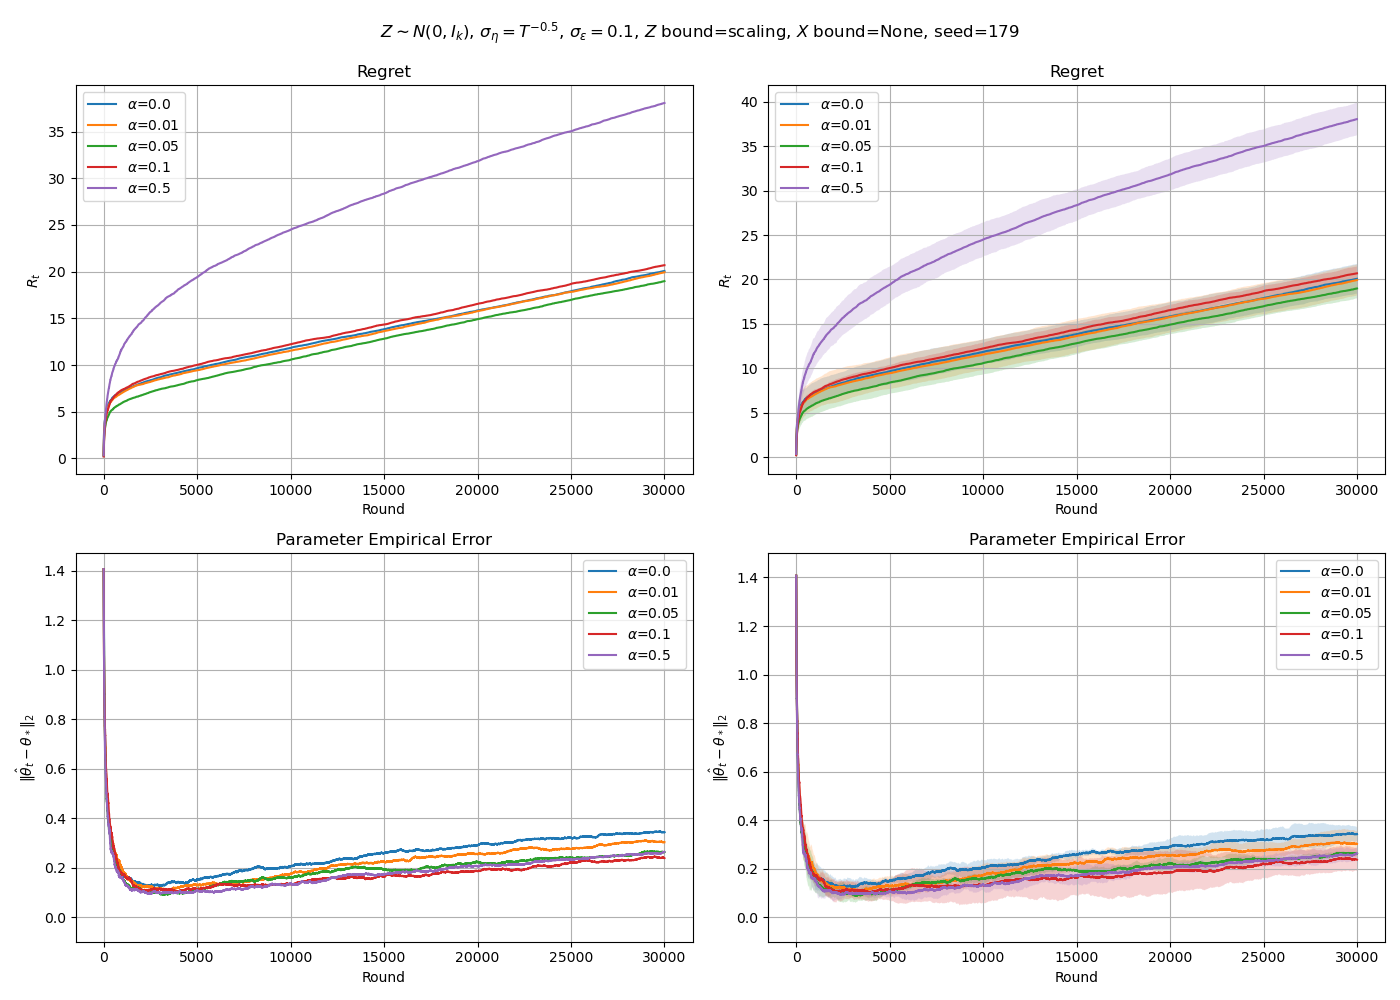 Z ∼ N(0, I_k), σ_η = T^{−0.5}, σ_ε = 0.1, Z bound=scaling, X bound=None, seed=179
Regret
α=0.0
α=0.01
α=0.05
α=0.1
α=0.5
35
30
25
20
15
10
5
0
R_t
0 5000 10000 15000 20000 25000 30000
Round
Regret
α=0.0
α=0.01
α=0.05
α=0.1
α=0.5
40
35
30
25
20
15
10
5
0
R_t
0 5000 10000 15000 20000 25000 30000
Round
Parameter Empirical Error
α=0.0
α=0.01
α=0.05
α=0.1
α=0.5
1.4
1.2
1.0
0.8
0.6
0.4
0.2
0.0
‖θ̂_t − θ_*‖_2
0 5000 10000 15000 20000 25000 30000
Round
Parameter Empirical Error
α=0.0
α=0.01
α=0.05
α=0.1
α=0.5
1.4
1.2
1.0
0.8
0.6
0.4
0.2
0.0
‖θ̂_t − θ_*‖_2
0 5000 10000 15000 20000 25000 30000
Round